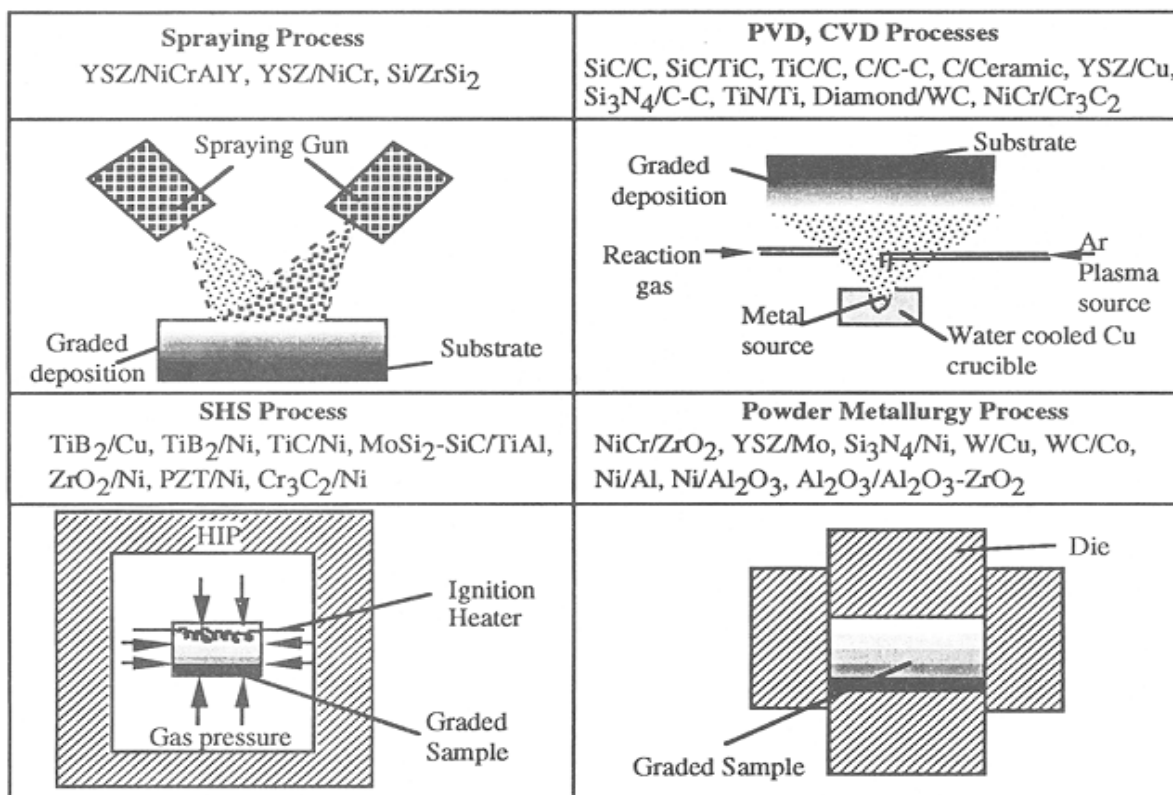 Spraying Process
YSZ/NiCrAlY, YSZ/NiCr, Si/ZrSi₂
PVD, CVD Processes
SiC/C, SiC/TiC, TiC/C, C/C-C, C/Ceramic, YSZ/Cu,
Si₃N₄/C-C, TiN/Ti, Diamond/WC, NiCr/Cr₃C₂
Spraying Gun
Graded
deposition
Substrate
Substrate
Graded
deposition
Reaction
gas
Ar
Plasma
source
Metal
source
Water cooled Cu
crucible
SHS Process
TiB₂/Cu, TiB₂/Ni, TiC/Ni, MoSi₂-SiC/TiAl,
ZrO₂/Ni, PZT/Ni, Cr₃C₂/Ni
Powder Metallurgy Process
NiCr/ZrO₂, YSZ/Mo, Si₃N₄/Ni, W/Cu, WC/Co,
Ni/Al, Ni/Al₂O₃, Al₂O₃/Al₂O₃-ZrO₂
HIP
Ignition
Heater
Gas pressure
Graded
Sample
Die
Graded Sample